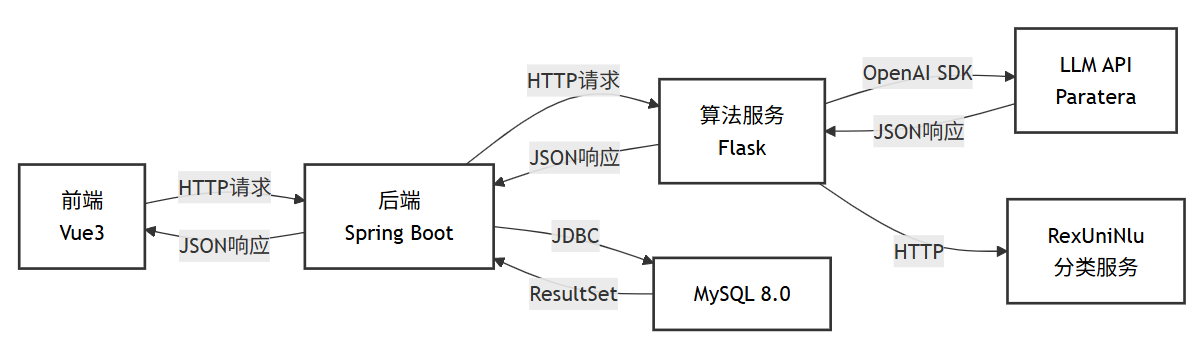 前端
Vue3
HTTP请求
JSON响应
后端
Spring Boot
HTTP请求
JSON响应
JDBC
ResultSet
算法服务
Flask
MySQL 8.0
OpenAI SDK
JSON响应
HTTP
LLM API
Paratera
RexUniNlu
分类服务